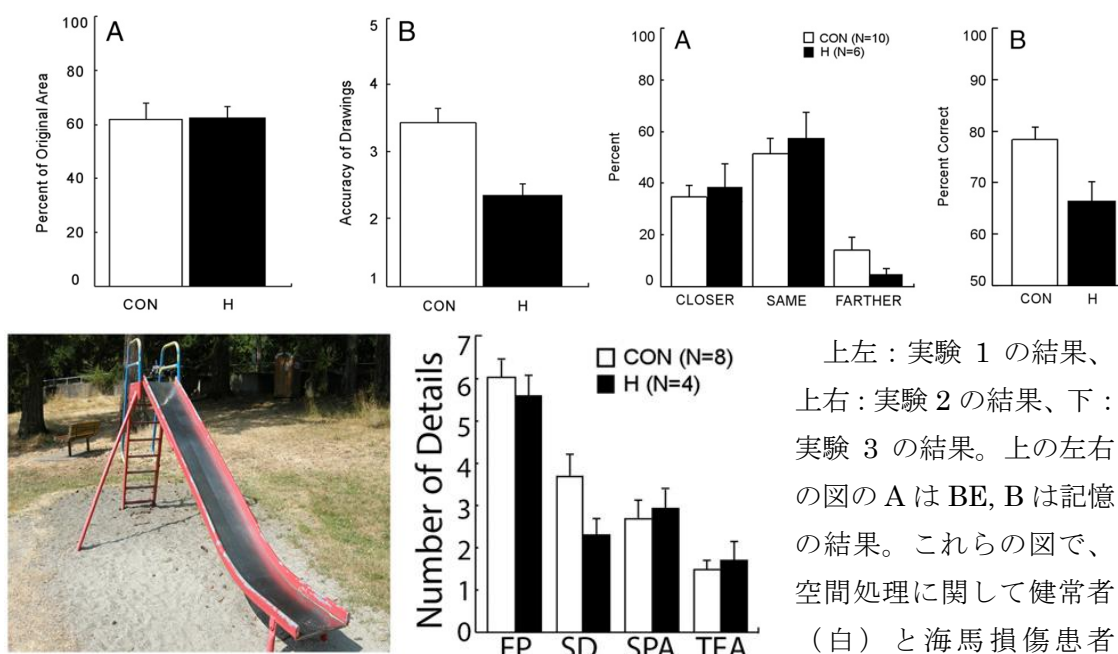 A
Percent of Original Area
100
80
60
40
20
0
CON H
B
Accuracy of Drawings
5
4
3
2
1
CON H
A
Percent
100
80
60
40
20
0
CON (N=10)
H (N=6)
CLOSER SAME FARTHER
B
Percent Correct
100
90
80
70
60
50
CON H
Number of Details
7
6
5
4
3
2
1
0
CON (N=8)
H (N=4)
EP SD SPA TEA
上左：実験 1 の結果、
上右：実験 2 の結果、下：
実験 3 の結果。上の左右
の図の A は BE, B は記憶
の結果。これらの図で、
空間処理に関して健常者
（白）と海馬損傷患者